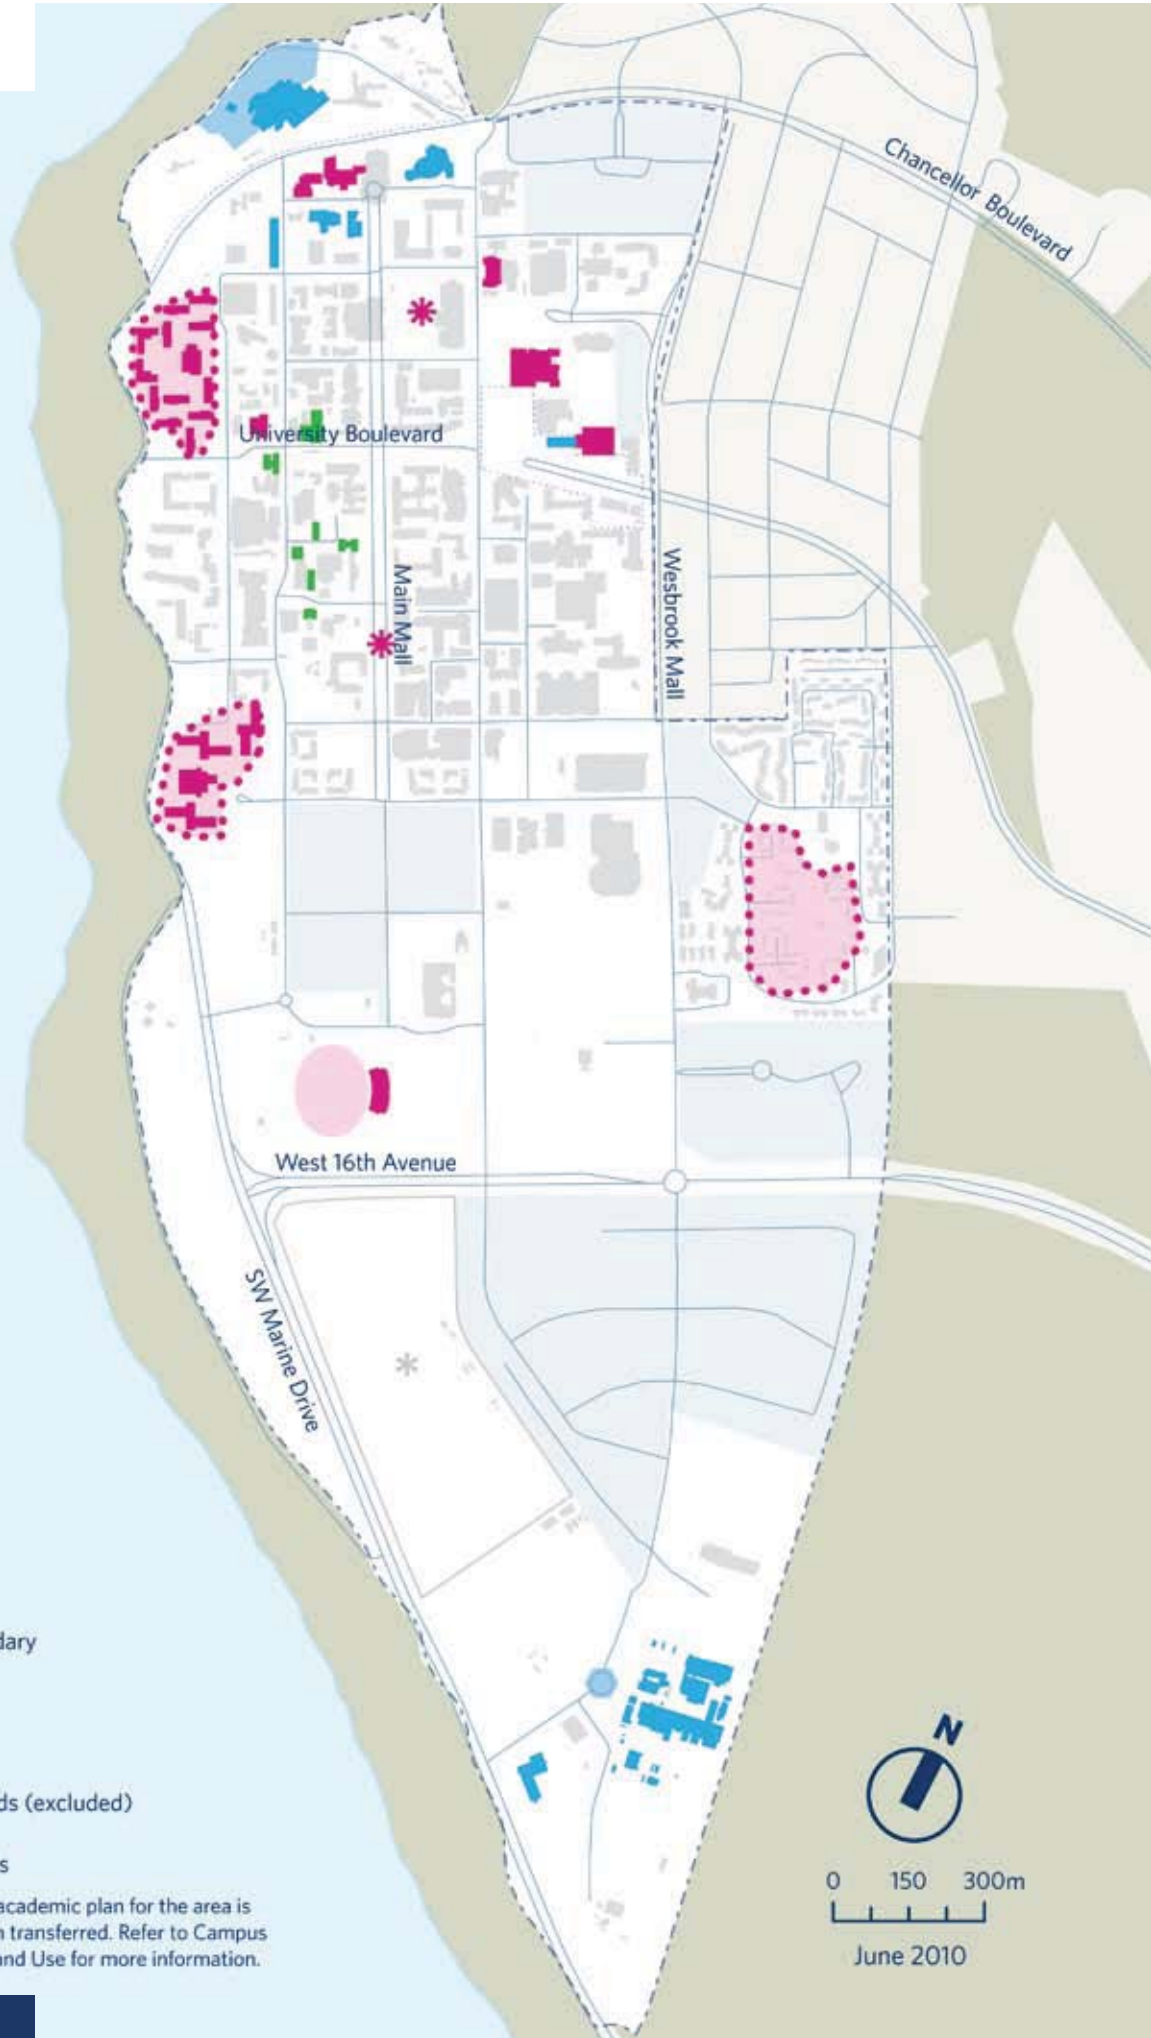 Chancellor Boulevard
University Boulevard
Main Mall
Wesbrook Mall
West 16th Avenue
SW Marine Drive
dary
ds (excluded)
s
academic plan for the area is
n transferred. Refer to Campus
and Use for more information.
N
0 150 300m
June 2010